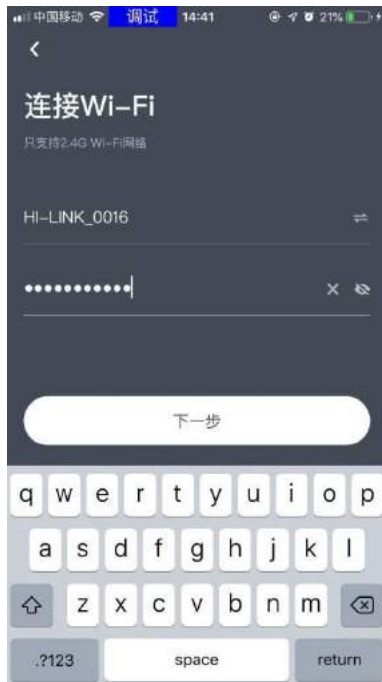 中国移动 调试 14:41 21%
连接Wi-Fi
只支持2.4G Wi-Fi网络
HI-LINK_0016
•••••••••••
下一步
q w e r t y u i o p
a s d f g h j k l
z x c v b n m
.?123 space return